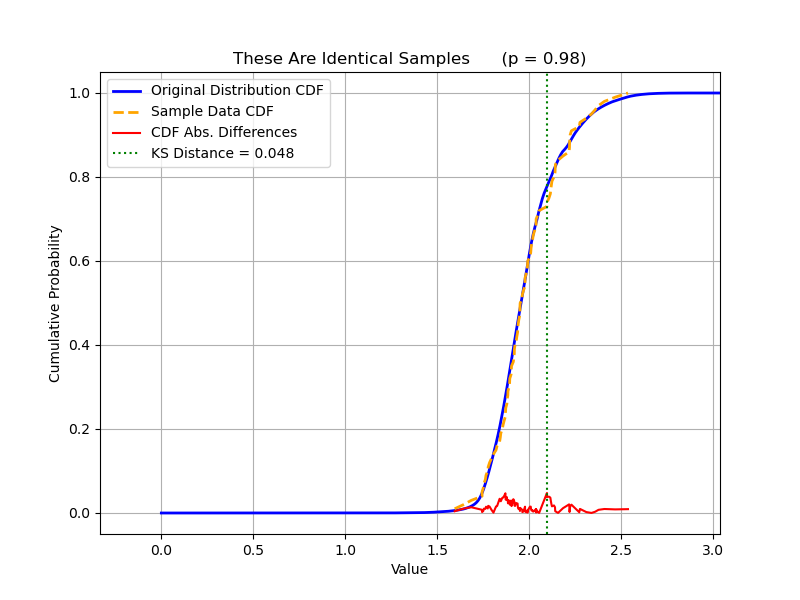 These Are Identical Samples (p = 0.98)
Original Distribution CDF
Sample Data CDF
CDF Abs. Differences
KS Distance = 0.048
1.0
0.8
0.6
0.4
0.2
0.0
Cumulative Probability
0.0 0.5 1.0 1.5 2.0 2.5 3.0
Value